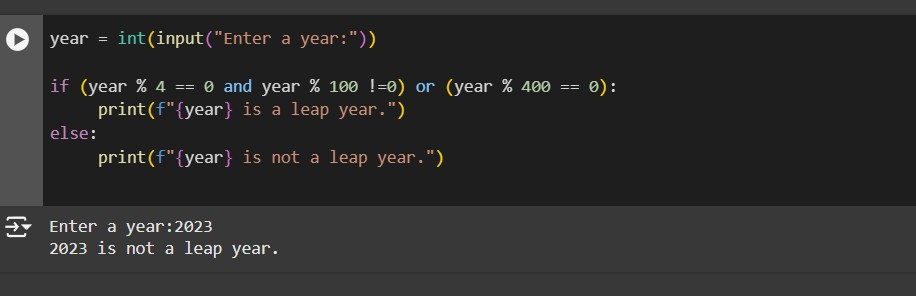 year = int(input("Enter a year:"))
if (year % 4 == 0 and year % 100 !=0) or (year % 400 == 0):
print(f"{year} is a leap year.")
else:
print(f"{year} is not a leap year.")
Enter a year:2023
2023 is not a leap year.